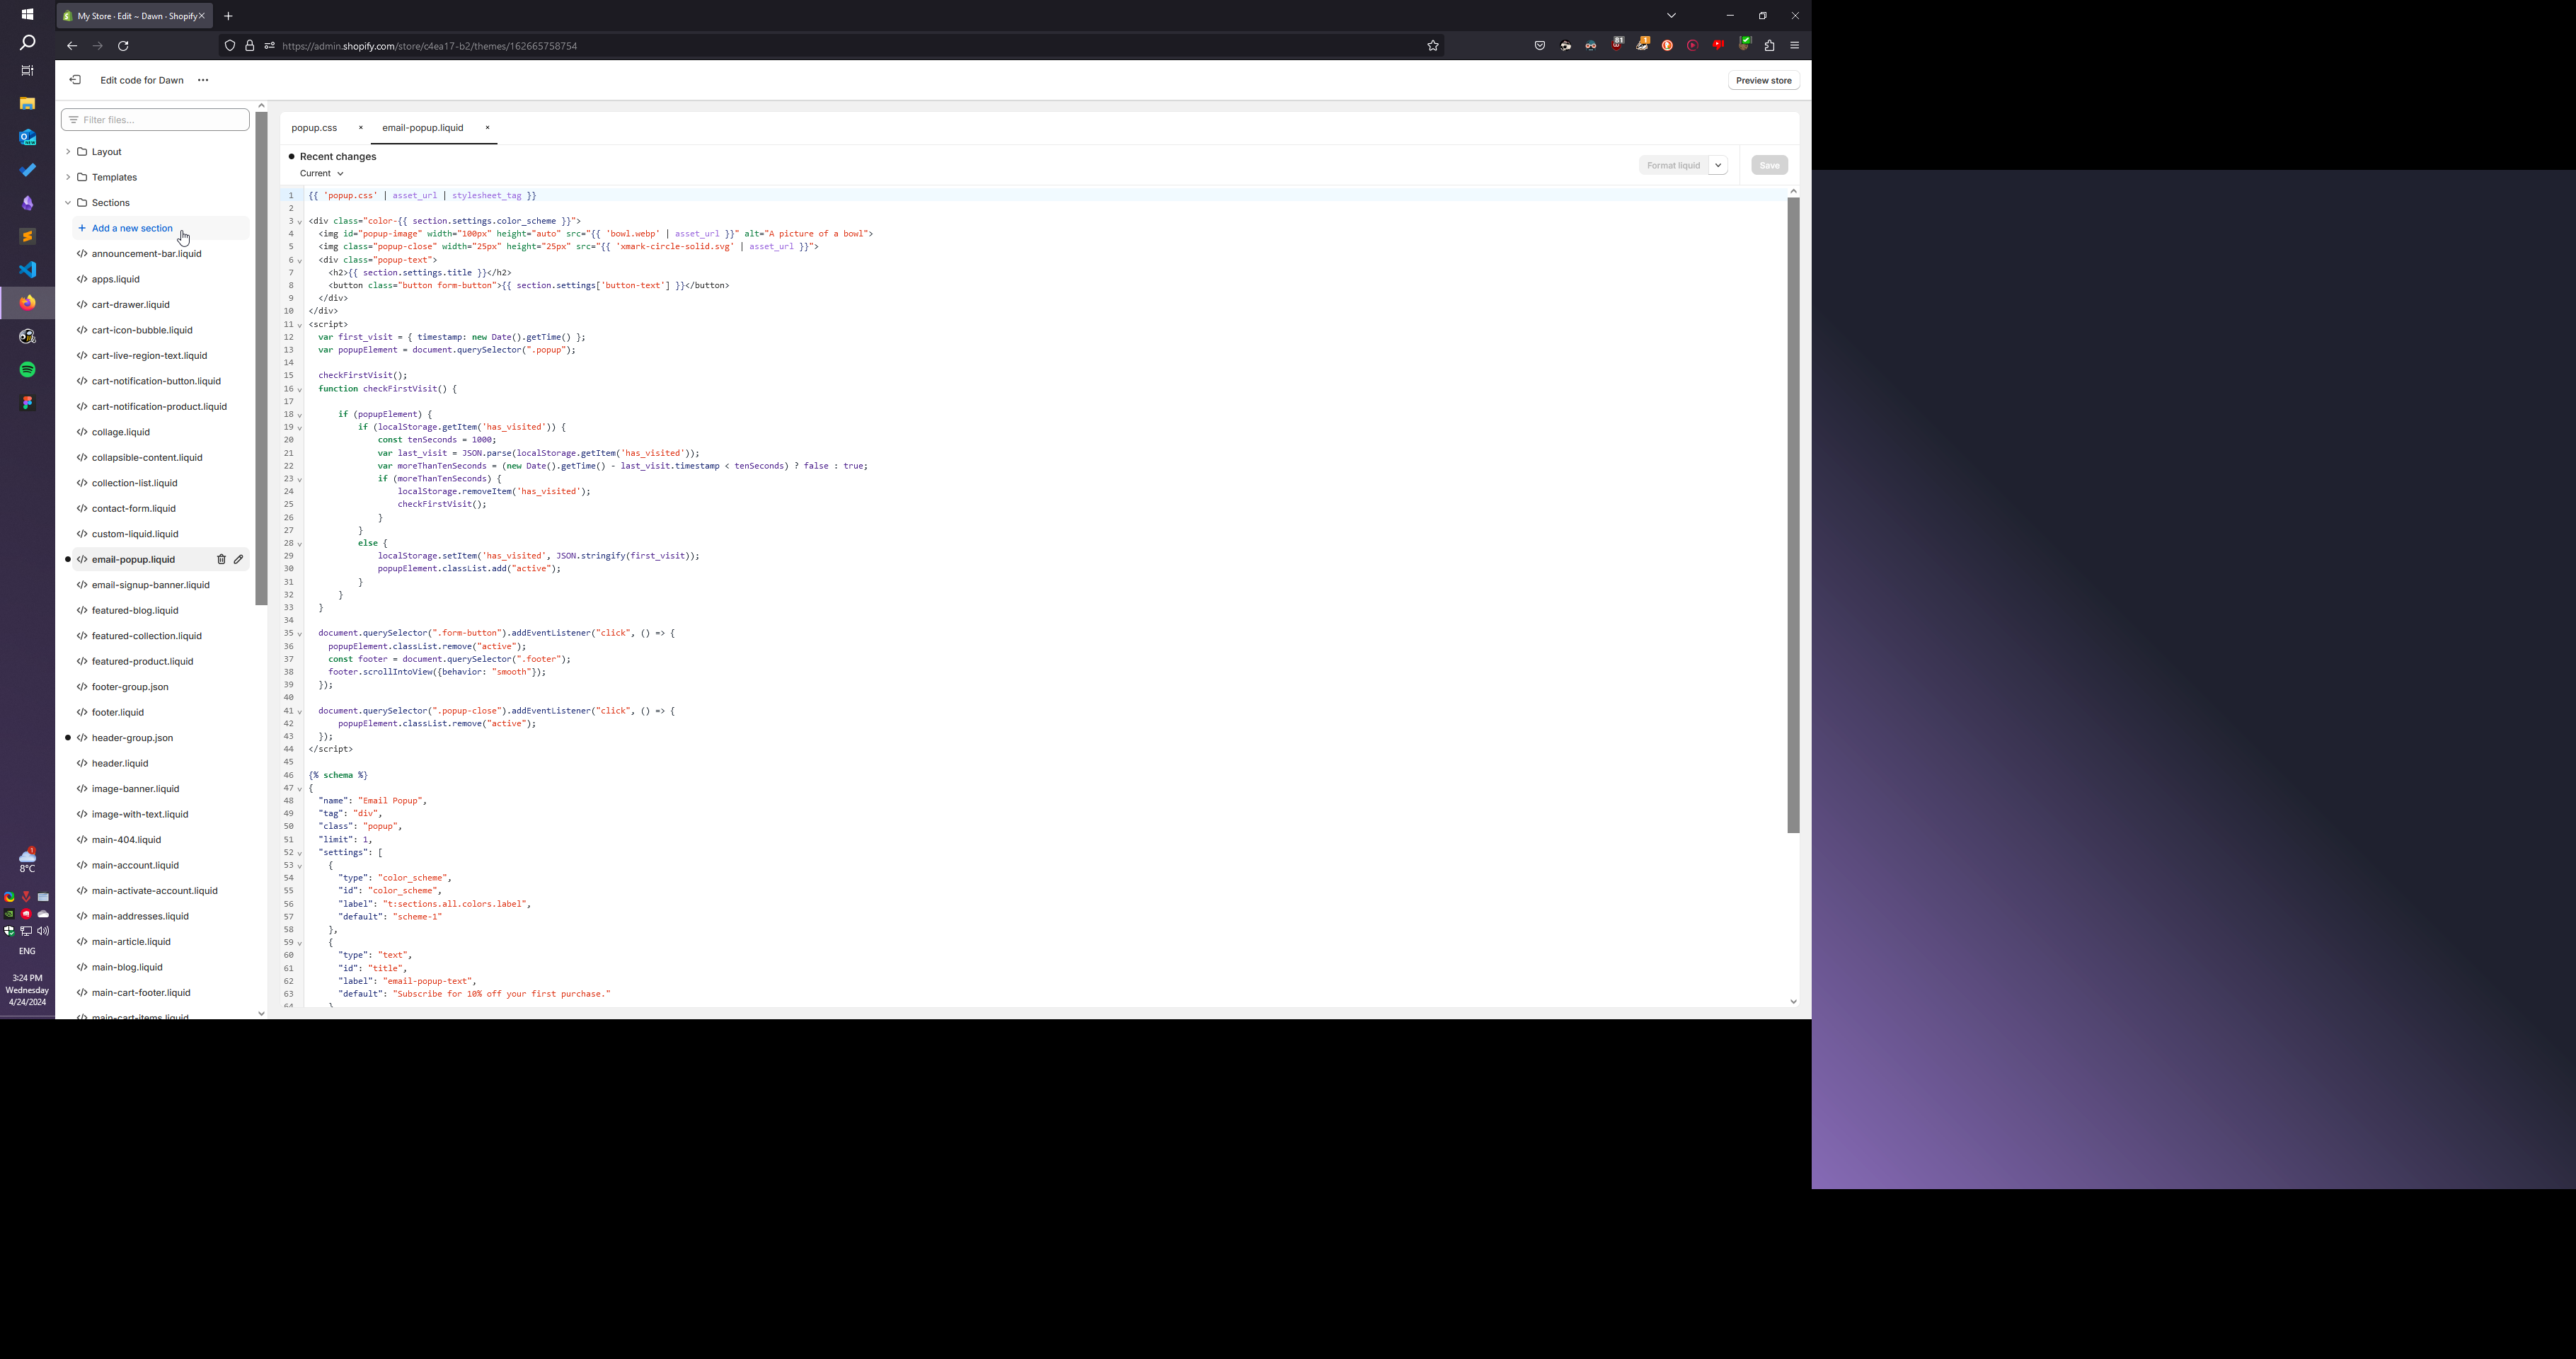 My Store · Edit ~ Dawn · Shopify
https://admin.shopify.com/store/c4ea17-b2/themes/162665758754
81
1
Edit code for Dawn
Preview store
Filter files...
Layout
Templates
Sections
Add a new section
announcement-bar.liquid
apps.liquid
cart-drawer.liquid
cart-icon-bubble.liquid
cart-live-region-text.liquid
cart-notification-button.liquid
cart-notification-product.liquid
collage.liquid
collapsible-content.liquid
collection-list.liquid
contact-form.liquid
custom-liquid.liquid
email-popup.liquid
email-signup-banner.liquid
featured-blog.liquid
featured-collection.liquid
featured-product.liquid
footer-group.json
footer.liquid
header-group.json
header.liquid
image-banner.liquid
image-with-text.liquid
main-404.liquid
main-account.liquid
main-activate-account.liquid
main-addresses.liquid
main-article.liquid
main-blog.liquid
main-cart-footer.liquid
main-cart-items.liquid
popup.css
email-popup.liquid
Recent changes
Current
Format liquid
Save
1 {{ 'popup.css' | asset_url | stylesheet_tag }}
2
3 <div class="color-{{ section.settings.color_scheme }}">
4 <img id="popup-image" width="100px" height="auto" src="{{ 'bowl.webp' | asset_url }}" alt="A picture of a bowl">
5 <img class="popup-close" width="25px" height="25px" src="{{ 'xmark-circle-solid.svg' | asset_url }}">
6 <div class="popup-text">
7 <h2>{{ section.settings.title }}</h2>
8 <button class="button form-button">{{ section.settings['button-text'] }}</button>
9 </div>
10 </div>
11 <script>
12 var first_visit = { timestamp: new Date().getTime() };
13 var popupElement = document.querySelector(".popup");
14
15 checkFirstVisit();
16 function checkFirstVisit() {
17
18 if (popupElement) {
19 if (localStorage.getItem('has_visited')) {
20 const tenSeconds = 1000;
21 var last_visit = JSON.parse(localStorage.getItem('has_visited'));
22 var moreThanTenSeconds = (new Date().getTime() - last_visit.timestamp < tenSeconds) ? false : true;
23 if (moreThanTenSeconds) {
24 localStorage.removeItem('has_visited');
25 checkFirstVisit();
26 }
27 }
28 else {
29 localStorage.setItem('has_visited', JSON.stringify(first_visit));
30 popupElement.classList.add("active");
31 }
32 }
33 }
34
35 document.querySelector(".form-button").addEventListener("click", () => {
36 popupElement.classList.remove("active");
37 const footer = document.querySelector(".footer");
38 footer.scrollIntoView({behavior: "smooth"});
39 });
40
41 document.querySelector(".popup-close").addEventListener("click", () => {
42 popupElement.classList.remove("active");
43 });
44 </script>
45
46 {% schema %}
47 {
48 "name": "Email Popup",
49 "tag": "div",
50 "class": "popup",
51 "limit": 1,
52 "settings": [
53 {
54 "type": "color_scheme",
55 "id": "color_scheme",
56 "label": "t:sections.all.colors.label",
57 "default": "scheme-1"
58 },
59 {
60 "type": "text",
61 "id": "title",
62 "label": "email-popup-text",
63 "default": "Subscribe for 10% off your first purchase."
64 }
1
8°C
ENG
3:24 PM
Wednesday
4/24/2024